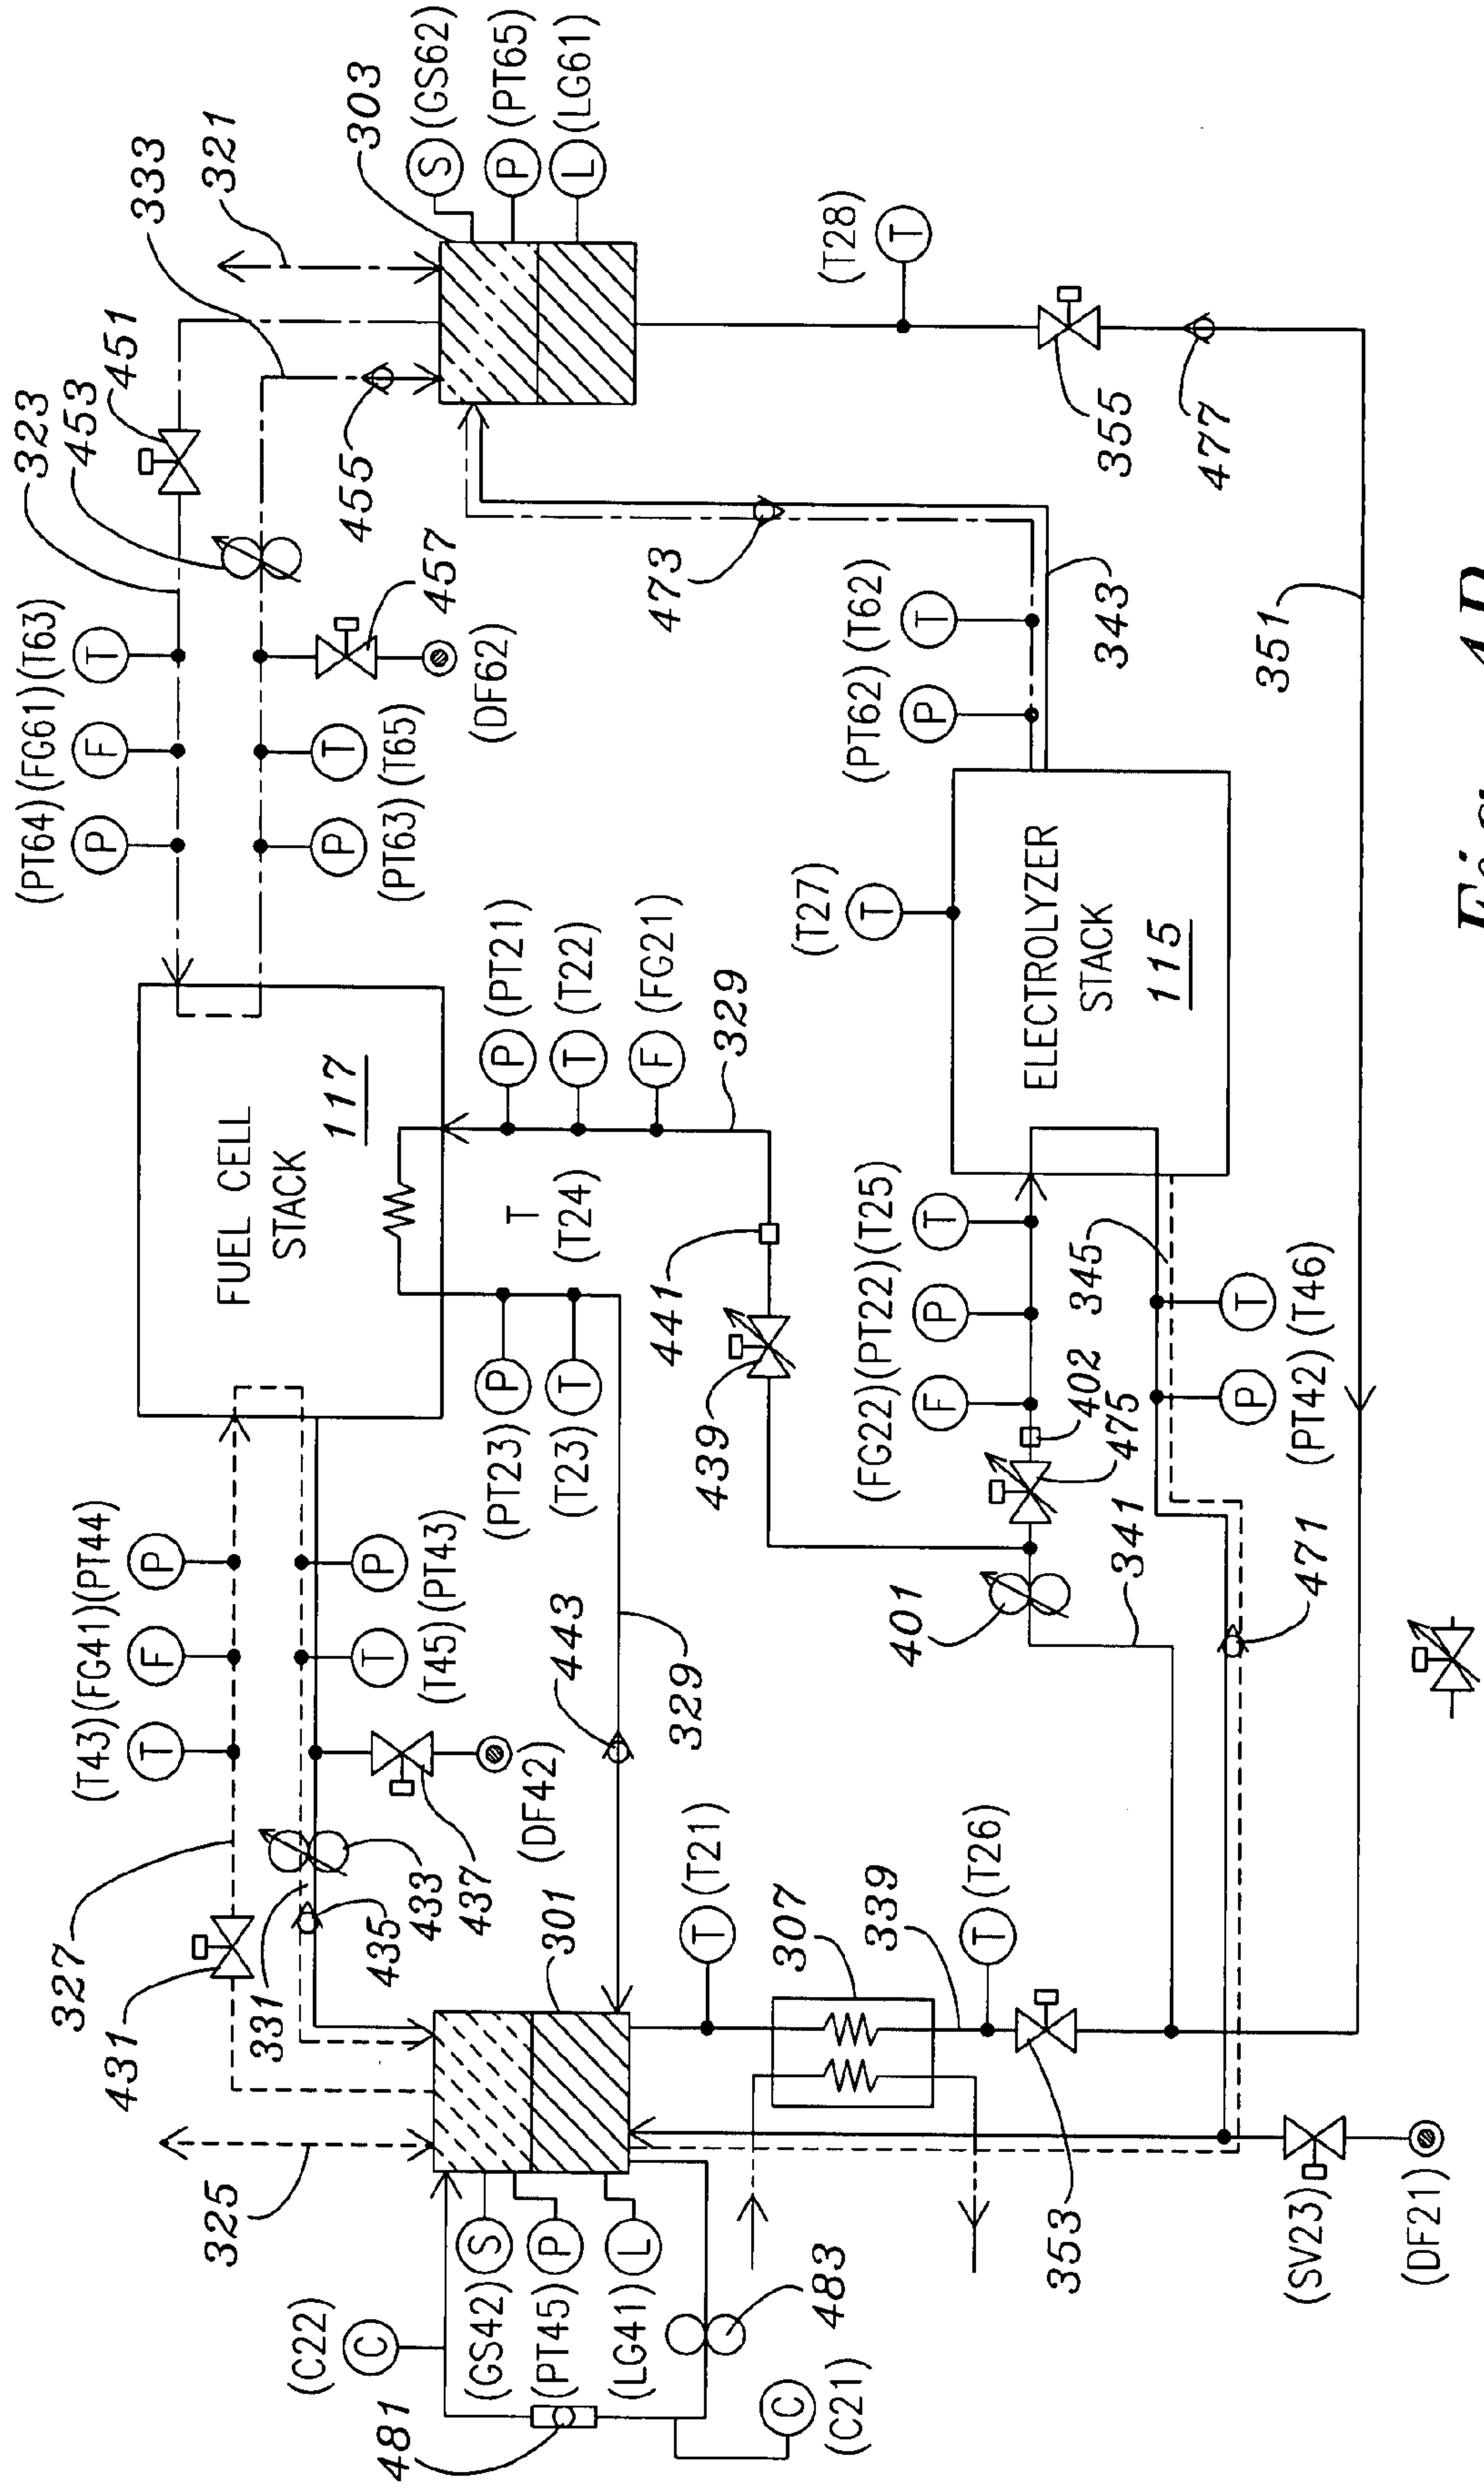 (C22)
C
481
(GS42)
S
(PT45)
P
(LG41)
L
C
(C21)
483
325
431
327
331
435
433
437
(DF42)
301
(T43)(FG41)(PT44)
T
F
P
T
P
(T45)(PT43)
443
329
FUEL CELL
STACK
117
(PT23)
P
(T23)
T
T
(T24)
P
(PT21)
T
(T22)
F
(FG21)
329
441
439
(PT64)(FG61)(T63)
P
F
T
P
T
(PT63)(T65)
323
453
451
457
(DF62)
455
333
321
303
S
(GS62)
P
(PT65)
L
(LG61)
T
(T21)
307
339
T
(T26)
353
(SV23)
(DF21)
401
341
475
402
(FG22)(PT22)(T25)
F
P
T
345
P
T
(PT42)(T46)
471
ELECTROLYZER
STACK
115
(T27)
T
(PT62)(T62)
P
T
343
473
(T28)
T
355
477
351